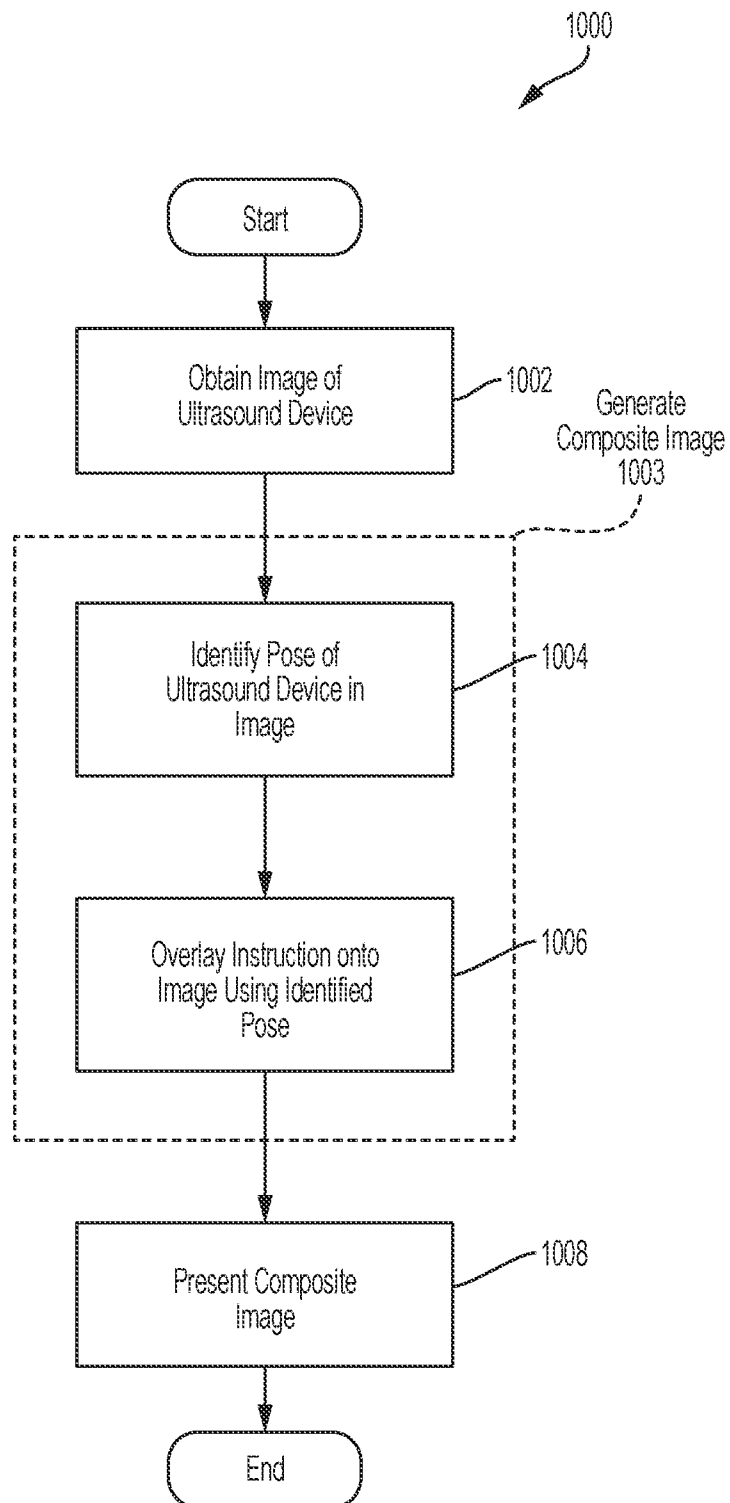 1000
Start
Obtain Image of
Ultrasound Device
1002
Generate
Composite Image
1003
Identify Pose of
Ultrasound Device in
Image
1004
Overlay Instruction onto
Image Using Identified
Pose
1006
Present Composite
Image
1008
End